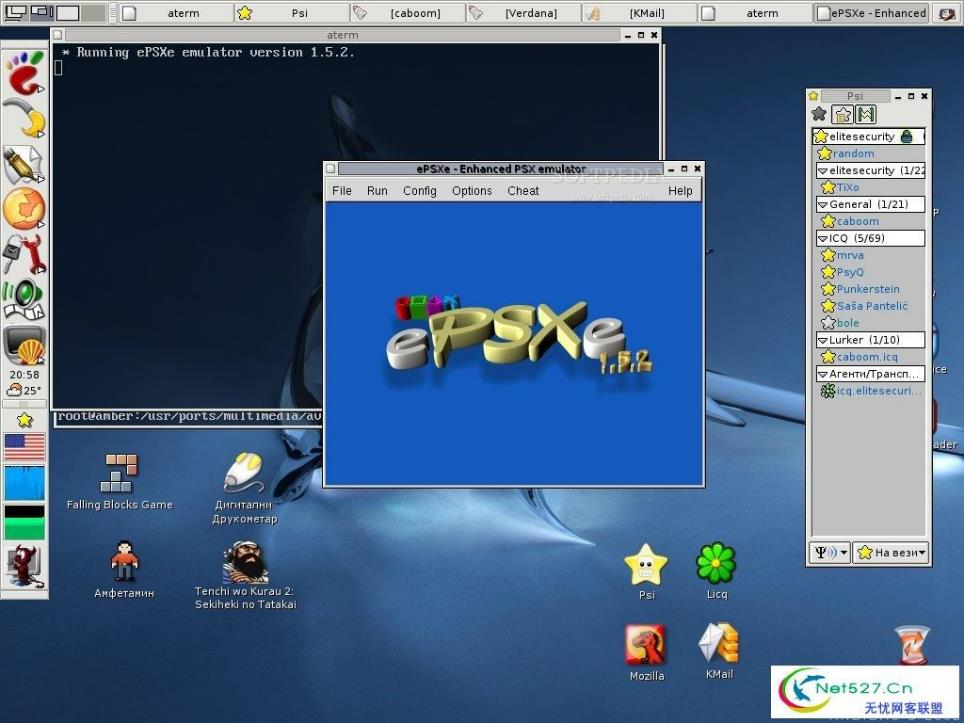 aterm
Psi
[caboom]
[Verdana]
[KMail]
aterm
ePSXe - Enhanced
aterm
* Running ePSXe emulator version 1.5.2.
ePSXe - Enhanced PSX emulator
SOFTPEDIA
File Run Config Options Cheat Help
ePSXe
1.5.2
[root@amber:/usr/ports/multimedia/av
Psi
elitesecurity
random
elitesecurity (1/22
TiXo
General (1/21)
caboom
ICQ (5/69)
mrva
PsyQ
Punkerstein
Saša Pantelić
bole
Lurker (1/10)
caboom.icq
Агенти/Трансп...
icq.elitesecuri...
На вези
20:58
25°
Falling Blocks Game
Дигитални
Друкометар
Амфетамин
Tenchi wo Kurau 2:
Sekiheki no Tatakai
Psi
Licq
Mozilla
KMail
Net527.Cn
无忧网客联盟